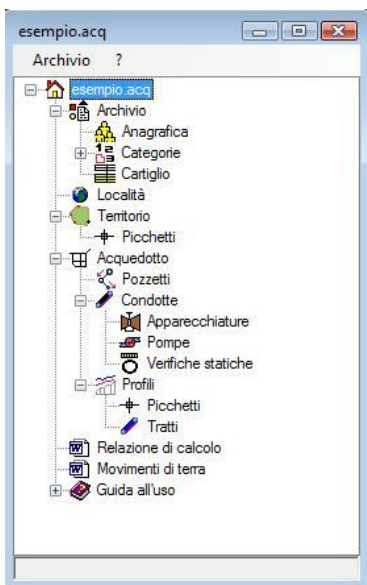 esempio.acq
Archivio ?
esempio.acq
Archivio
Anagrafica
Categorie
Cartiglio
Località
Territorio
Picchetti
Acquedotto
Pozzetti
Condotte
Apparecchiature
Pompe
Verifiche statiche
Profili
Picchetti
Tratti
Relazione di calcolo
Movimenti di terra
Guida all'uso